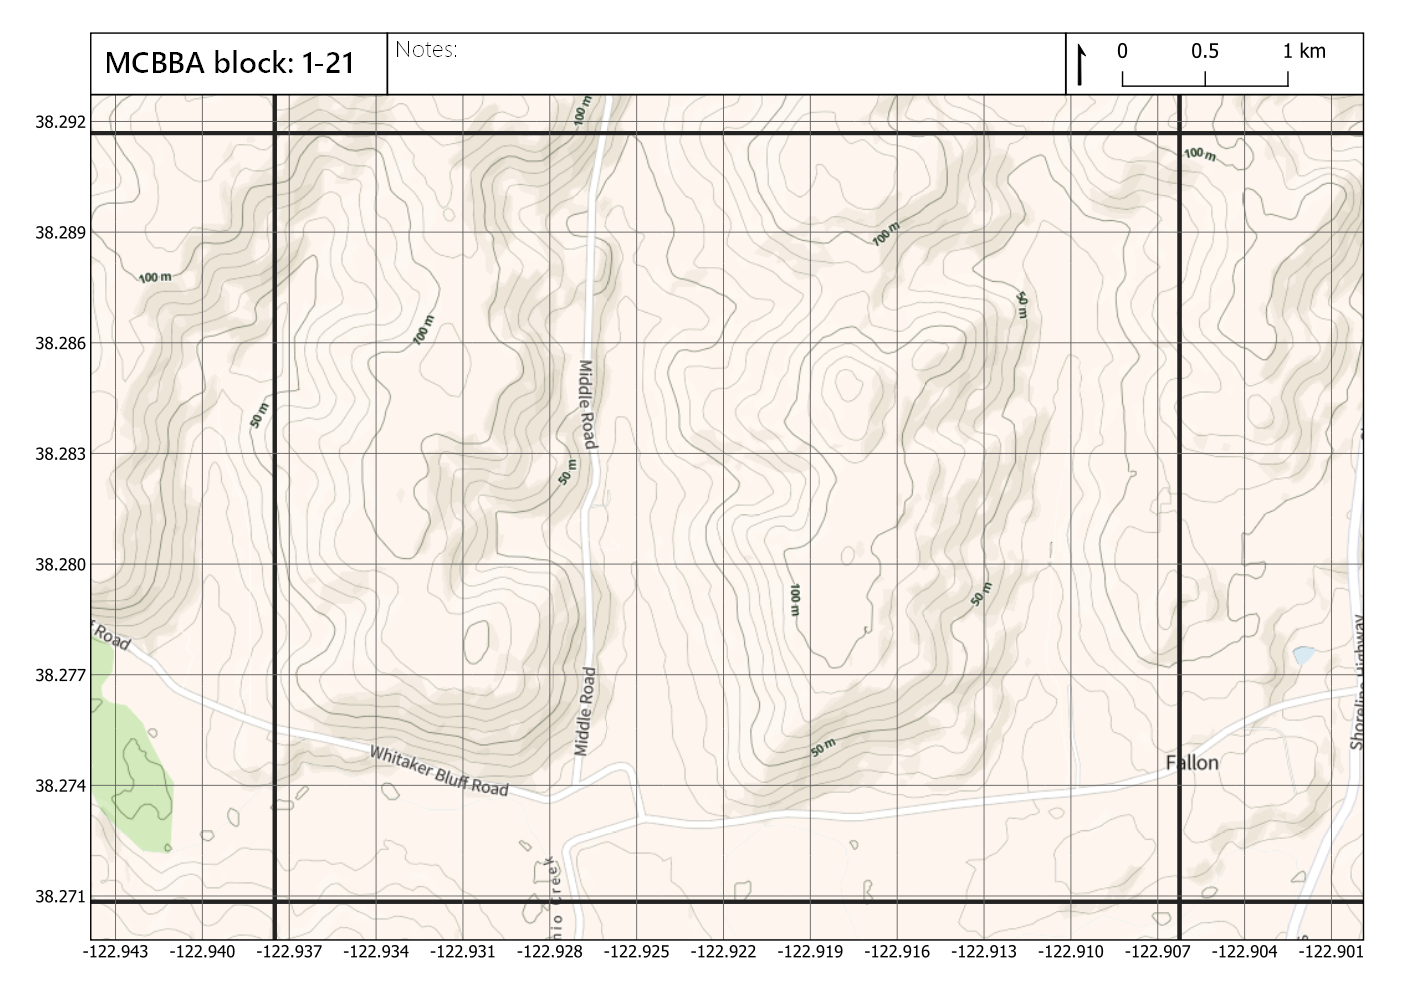 MCBBA block: 1-21
Notes:
0 0.5 1 km
38.292
38.289
38.286
38.283
38.280
38.277
38.274
38.271
100 m
100 m
100 m
100 m
100 m
50 m
50 m
50 m
Middle Road
50 m
100 m
50 m
Road
Middle Road
Shoreline Highway
50 m
Whitaker Bluff Road
Fallon
Creek
-122.943 -122.940 -122.937 -122.934 -122.931 -122.928 -122.925 -122.922 -122.919 -122.916 -122.913 -122.910 -122.907 -122.904 -122.901